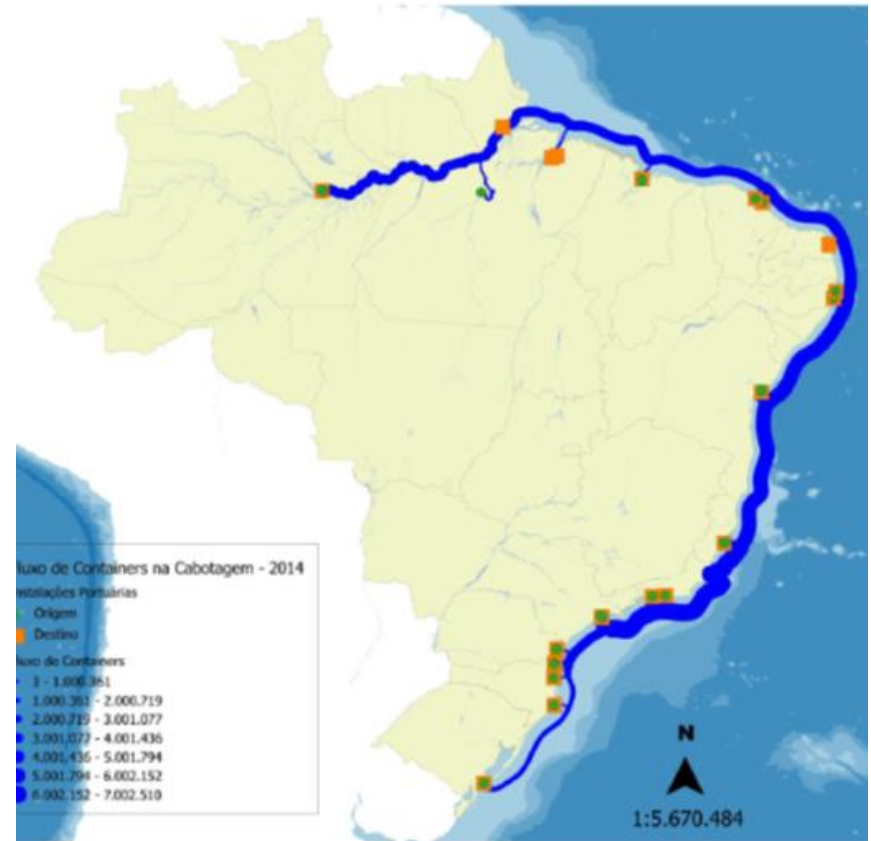 luxo de Containers na Cabotagem - 2014
nstalações Portuárias
Origem
Destino
luxo de Containers
3 - 1.000.361
1.000.361 - 2.000.719
2.000.719 - 3.001.077
3.001.077 - 4.001.436
4.001.436 - 5.001.794
5.001.794 - 6.002.152
6.002.152 - 7.002.510
N
1:5.670.484